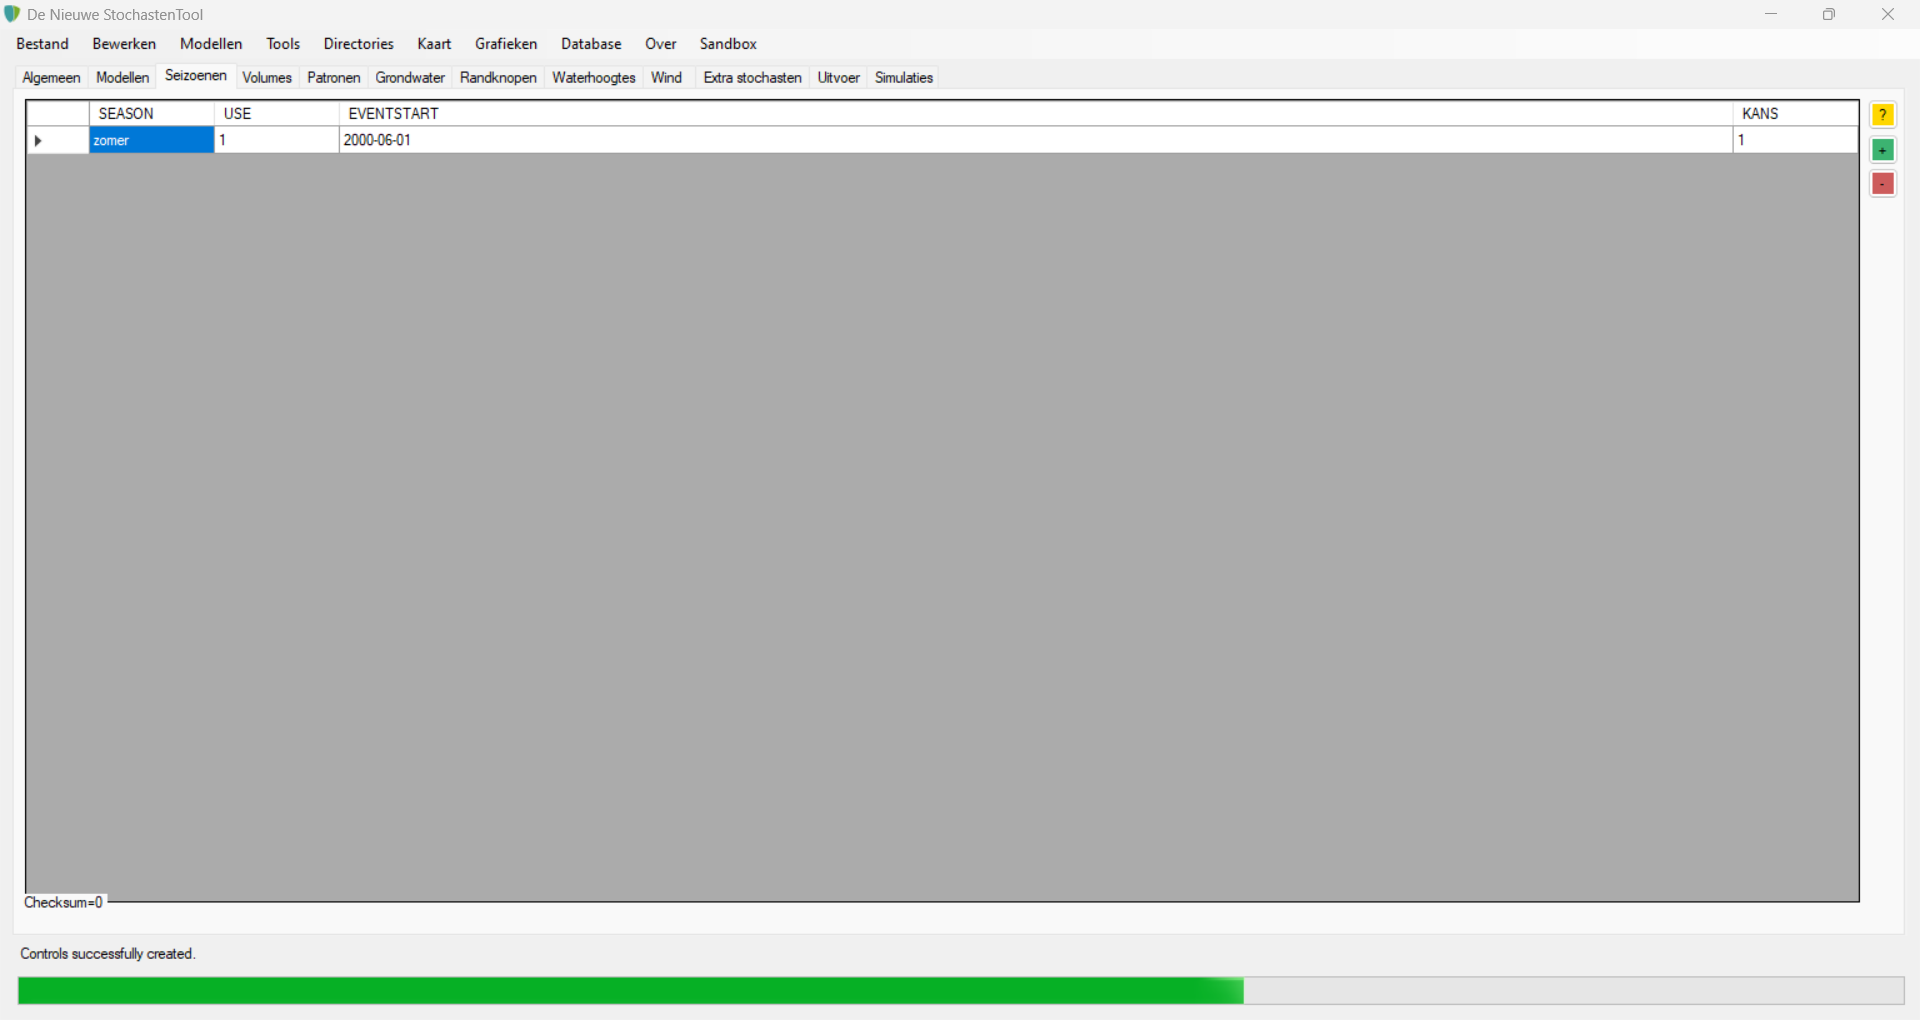 De Nieuwe StochastenTool
Bestand Bewerken Modellen Tools Directories Kaart Grafieken Database Over Sandbox
Algemeen Modellen Seizoenen Volumes Patronen Grondwater Randknopen Waterhoogtes Wind Extra stochasten Uitvoer Simulaties
SEASON USE EVENTSTART KANS
zomer 1 2000-06-01 1
?
+
-
Checksum=0
Controls successfully created.